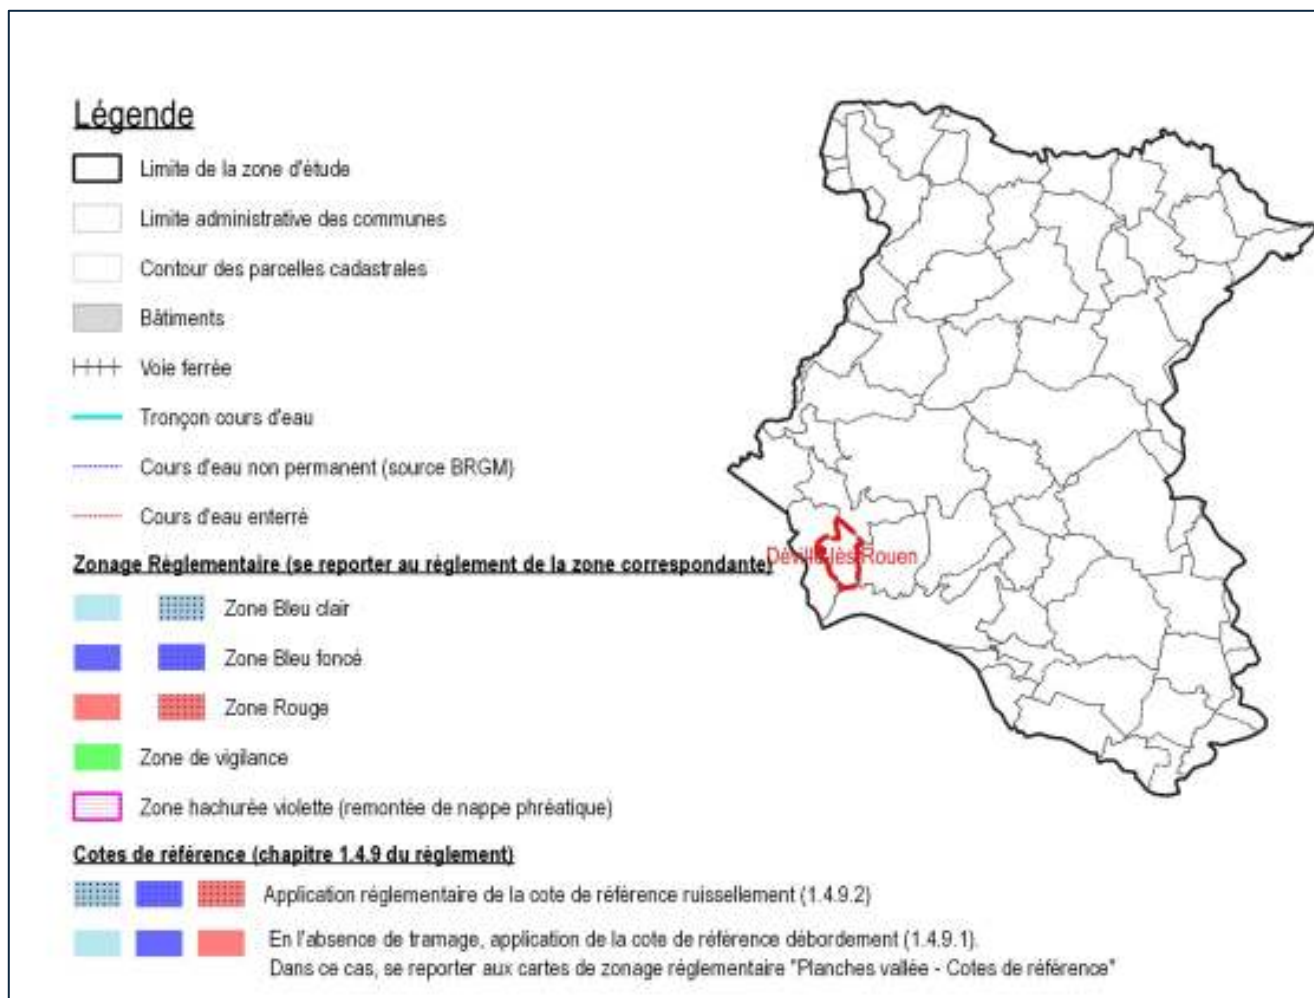 Légende
Limite de la zone d'étude
Limite administrative des communes
Contour des parcelles cadastrales
Bâtiments
Voie ferrée
Tronçon cours d'eau
Cours d'eau non permanent (source BRGM)
Cours d'eau enterré
Déville-lès-Rouen
Zonage Réglementaire (se reporter au réglement de la zone correspondante)
Zone Bleu clair
Zone Bleu foncé
Zone Rouge
Zone de vigilance
Zone hachurée violette (remontée de nappe phréatique)
Cotes de référence (chapitre 1.4.9 du réglement)
Application réglementaire de la cote de référence ruissellement (1.4.9.2)
En l'absence de tramage, application de la cote de référence débordement (1.4.9.1).
Dans ce cas, se reporter aux cartes de zonage réglementaire "Planches vallée - Cotes de référence"